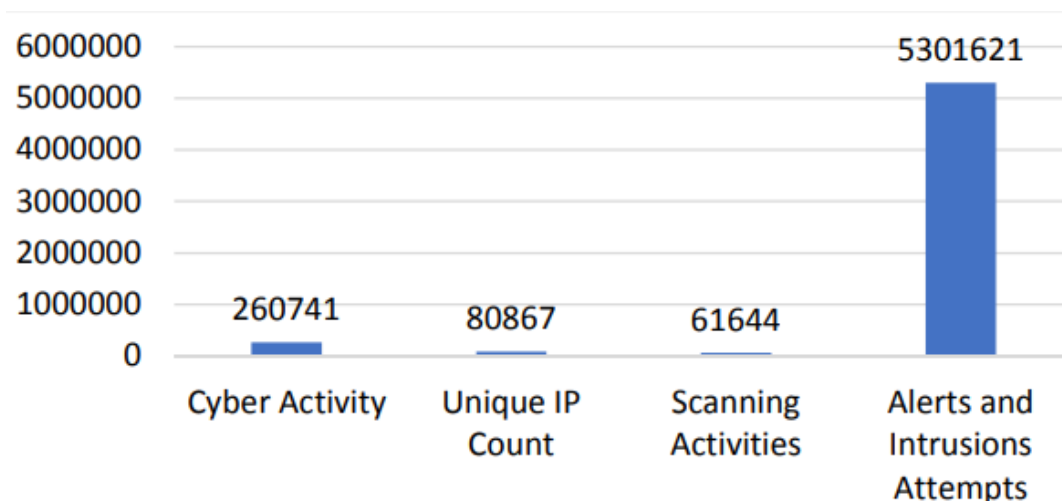 6000000
5000000
4000000
3000000
2000000
1000000
0
260741
80867
61644
5301621
Cyber Activity
Unique IP
Count
Scanning
Activities
Alerts and
Intrusions
Attempts